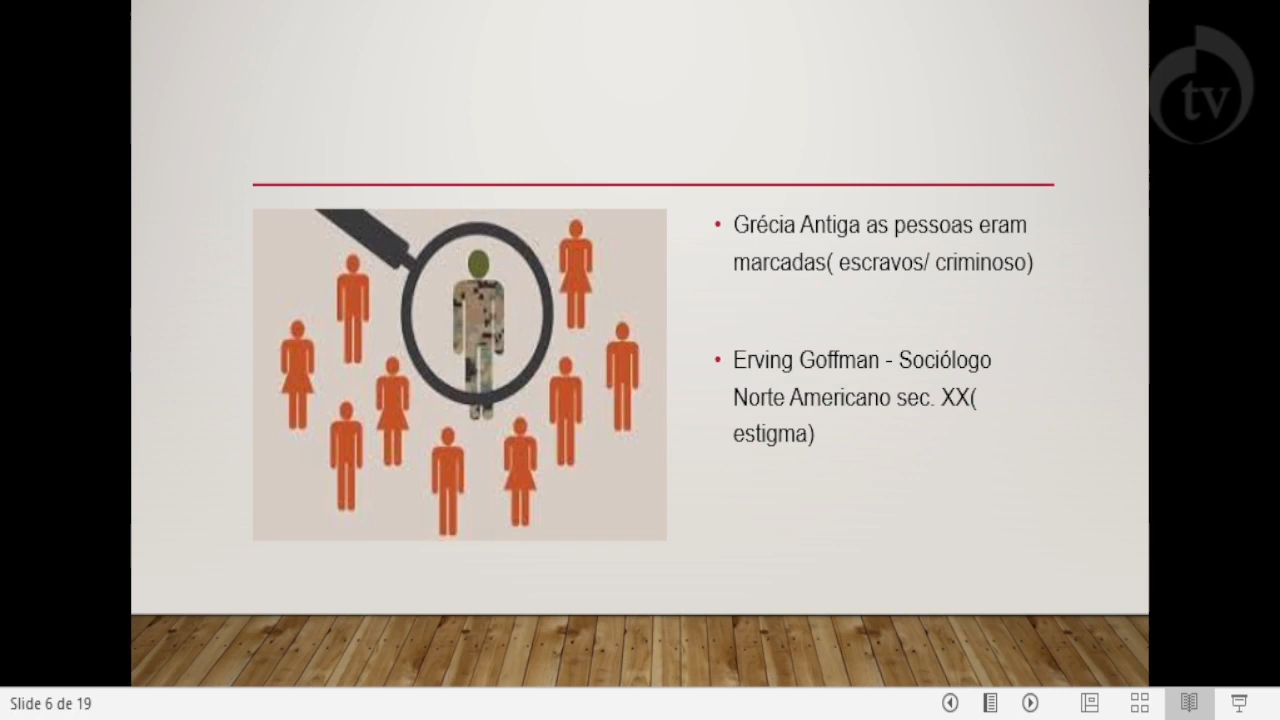 tv
Grécia Antiga as pessoas eram
marcadas( escravos/ criminoso)
Erving Goffman - Sociólogo
Norte Americano sec. XX(
estigma)
Slide 6 de 19